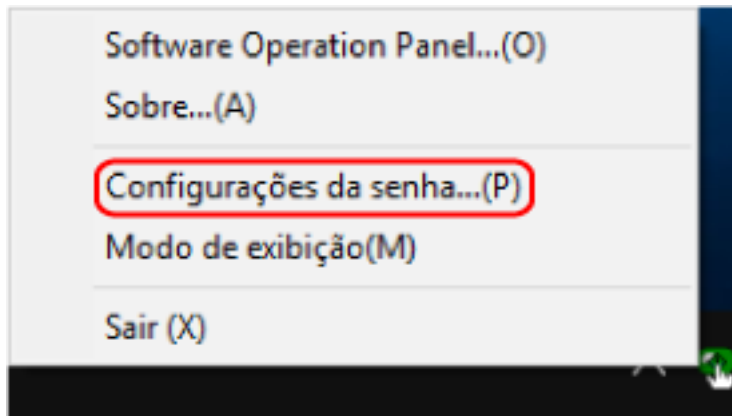 Software Operation Panel...(O)
Sobre...(A)
Configurações da senha...(P)
Modo de exibição(M)
Sair (X)